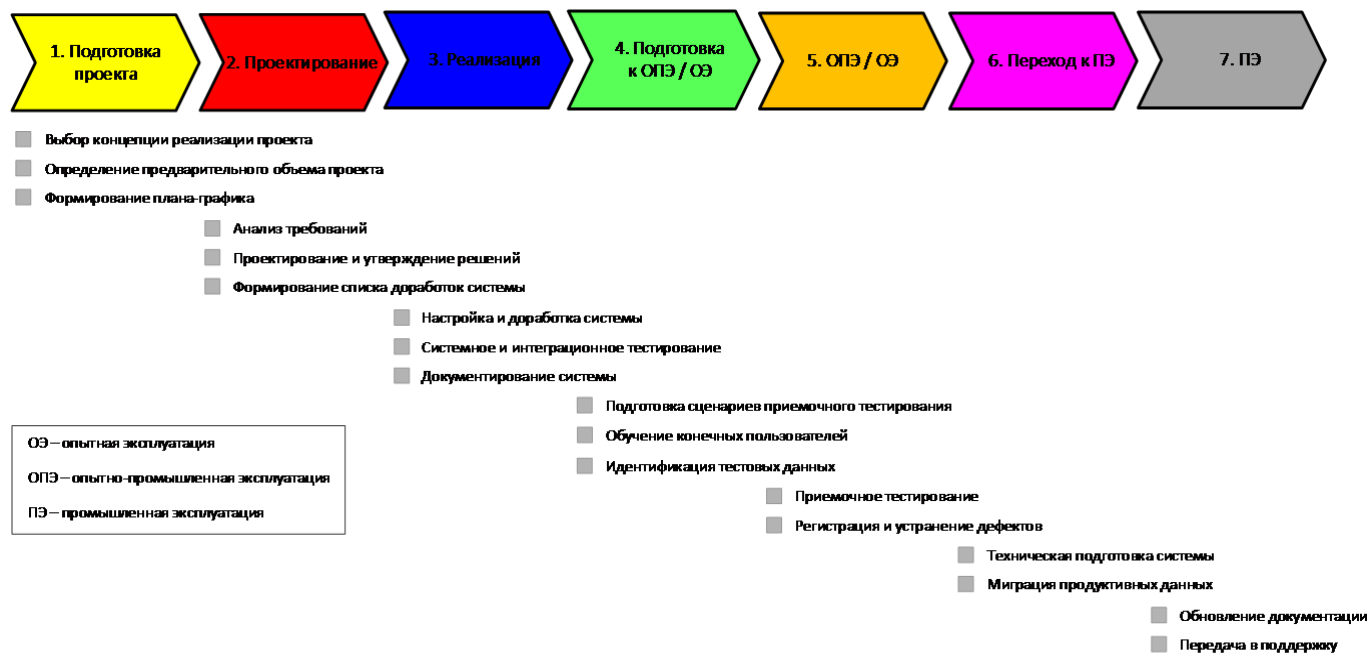 1. Подготовка
проекта
2. Проектирование
3. Реализация
4. Подготовка
к ОПЭ / ОЭ
5. ОПЭ / ОЭ
6. Переход к ПЭ
7. ПЭ
Выбор концепции реализации проекта
Определение предварительного объема проекта
Формирование плана-графика
Анализ требований
Проектирование и утверждение решений
Формирование списка доработок системы
Настройка и доработка системы
Системное и интеграционное тестирование
Документирование системы
Подготовка сценариев приемочного тестирования
Обучение конечных пользователей
Идентификация тестовых данных
ОЭ – опытная эксплуатация
ОПЭ – опытно-промышленная эксплуатация
ПЭ – промышленная эксплуатация
Приемочное тестирование
Регистрация и устранение дефектов
Техническая подготовка системы
Миграция продуктивных данных
Обновление документации
Передача в поддержку